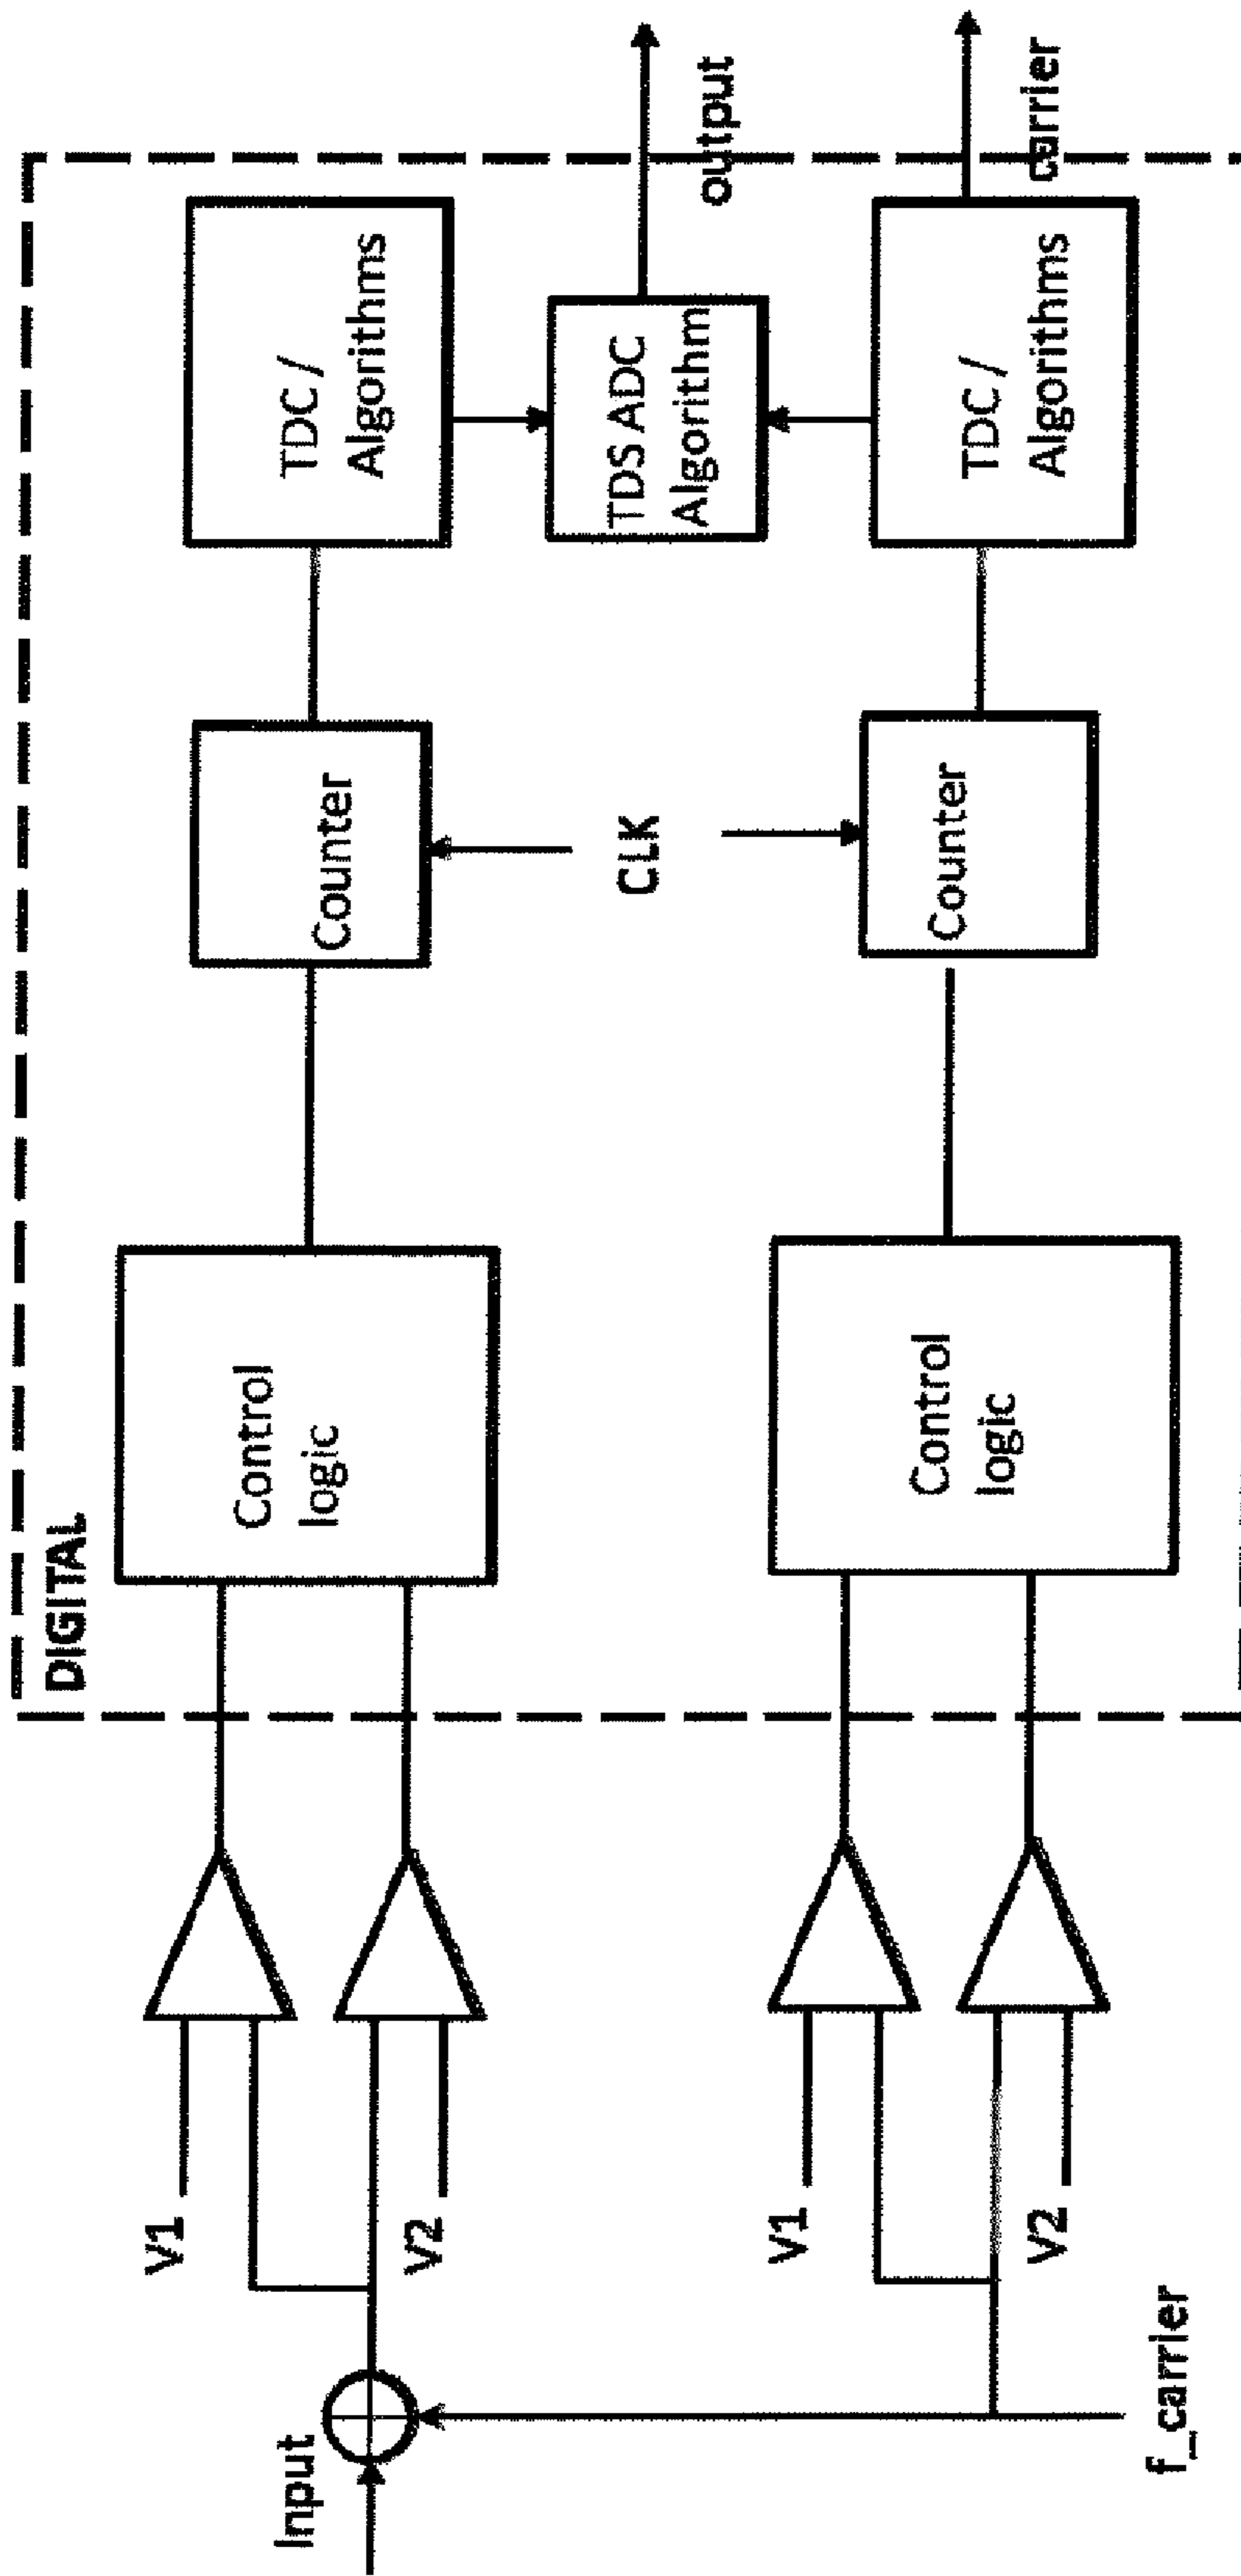 DIGITAL
Input
V1
V2
Control
logic
Counter
TDC /
Algorithms
CLK
TDS ADC
Algorithm
output
V1
V2
f_carrier
Control
logic
Counter
TDC /
Algorithms
carrier